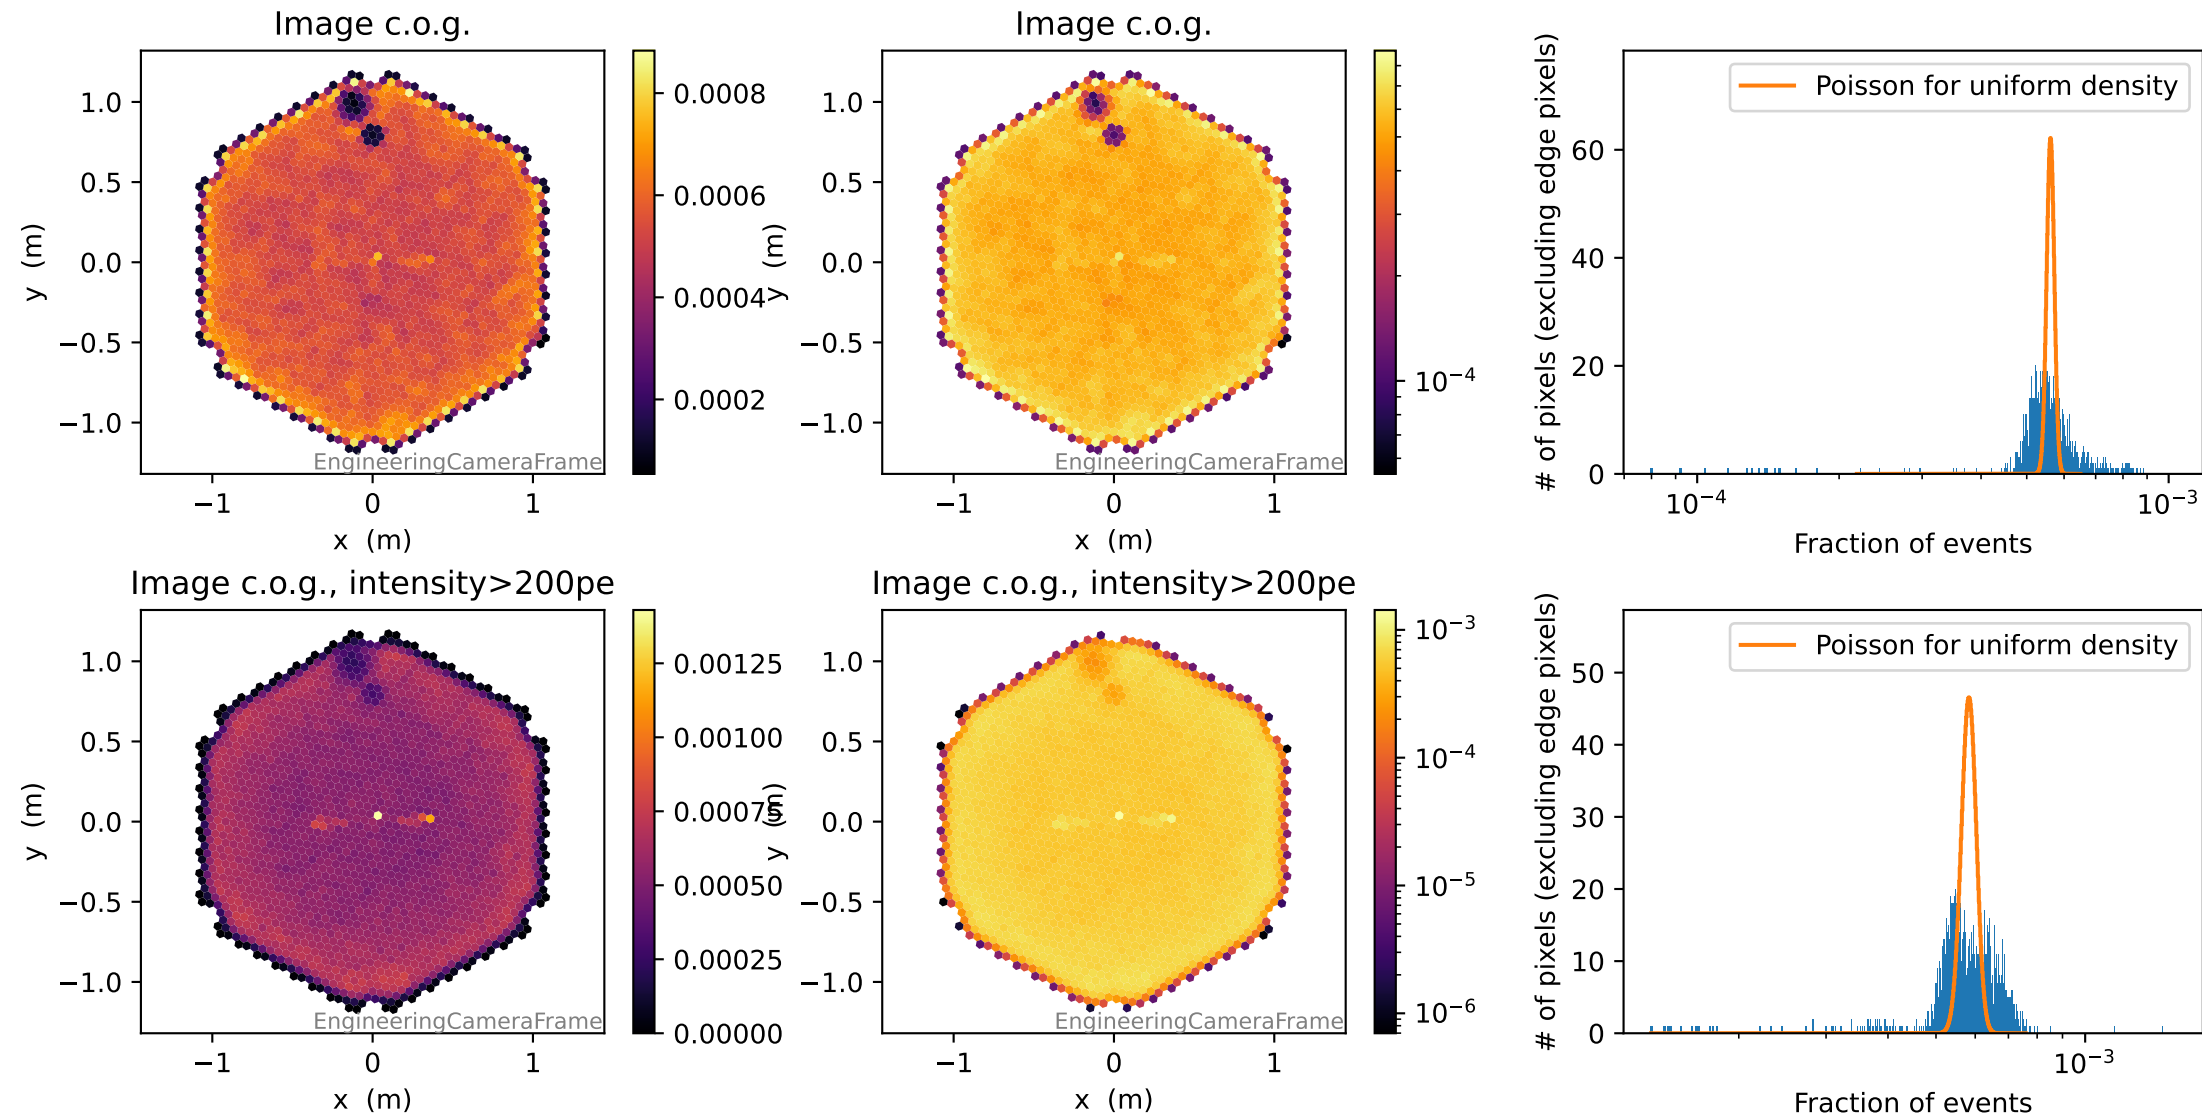 Image c.o.g.
1.0
0.5
0.0
−0.5
−1.0
y (m)
−1
0
1
x (m)
EngineeringCameraFrame
0.0008
0.0006
0.0004
0.0002
Image c.o.g.
1.0
0.5
0.0
−0.5
−1.0
y (m)
−1
0
1
x (m)
EngineeringCameraFrame
10⁻⁴
Poisson for uniform density
60
40
20
0
# of pixels (excluding edge pixels)
10⁻⁴
10⁻³
Fraction of events
Image c.o.g., intensity>200pe
1.0
0.5
0.0
−0.5
−1.0
y (m)
−1
0
1
x (m)
EngineeringCameraFrame
0.00125
0.00100
0.00075
0.00050
0.00025
0.00000
Image c.o.g., intensity>200pe
1.0
0.5
0.0
−0.5
−1.0
y (m)
−1
0
1
x (m)
EngineeringCameraFrame
10⁻³
10⁻⁴
10⁻⁵
10⁻⁶
Poisson for uniform density
50
40
30
20
10
0
# of pixels (excluding edge pixels)
10⁻³
Fraction of events